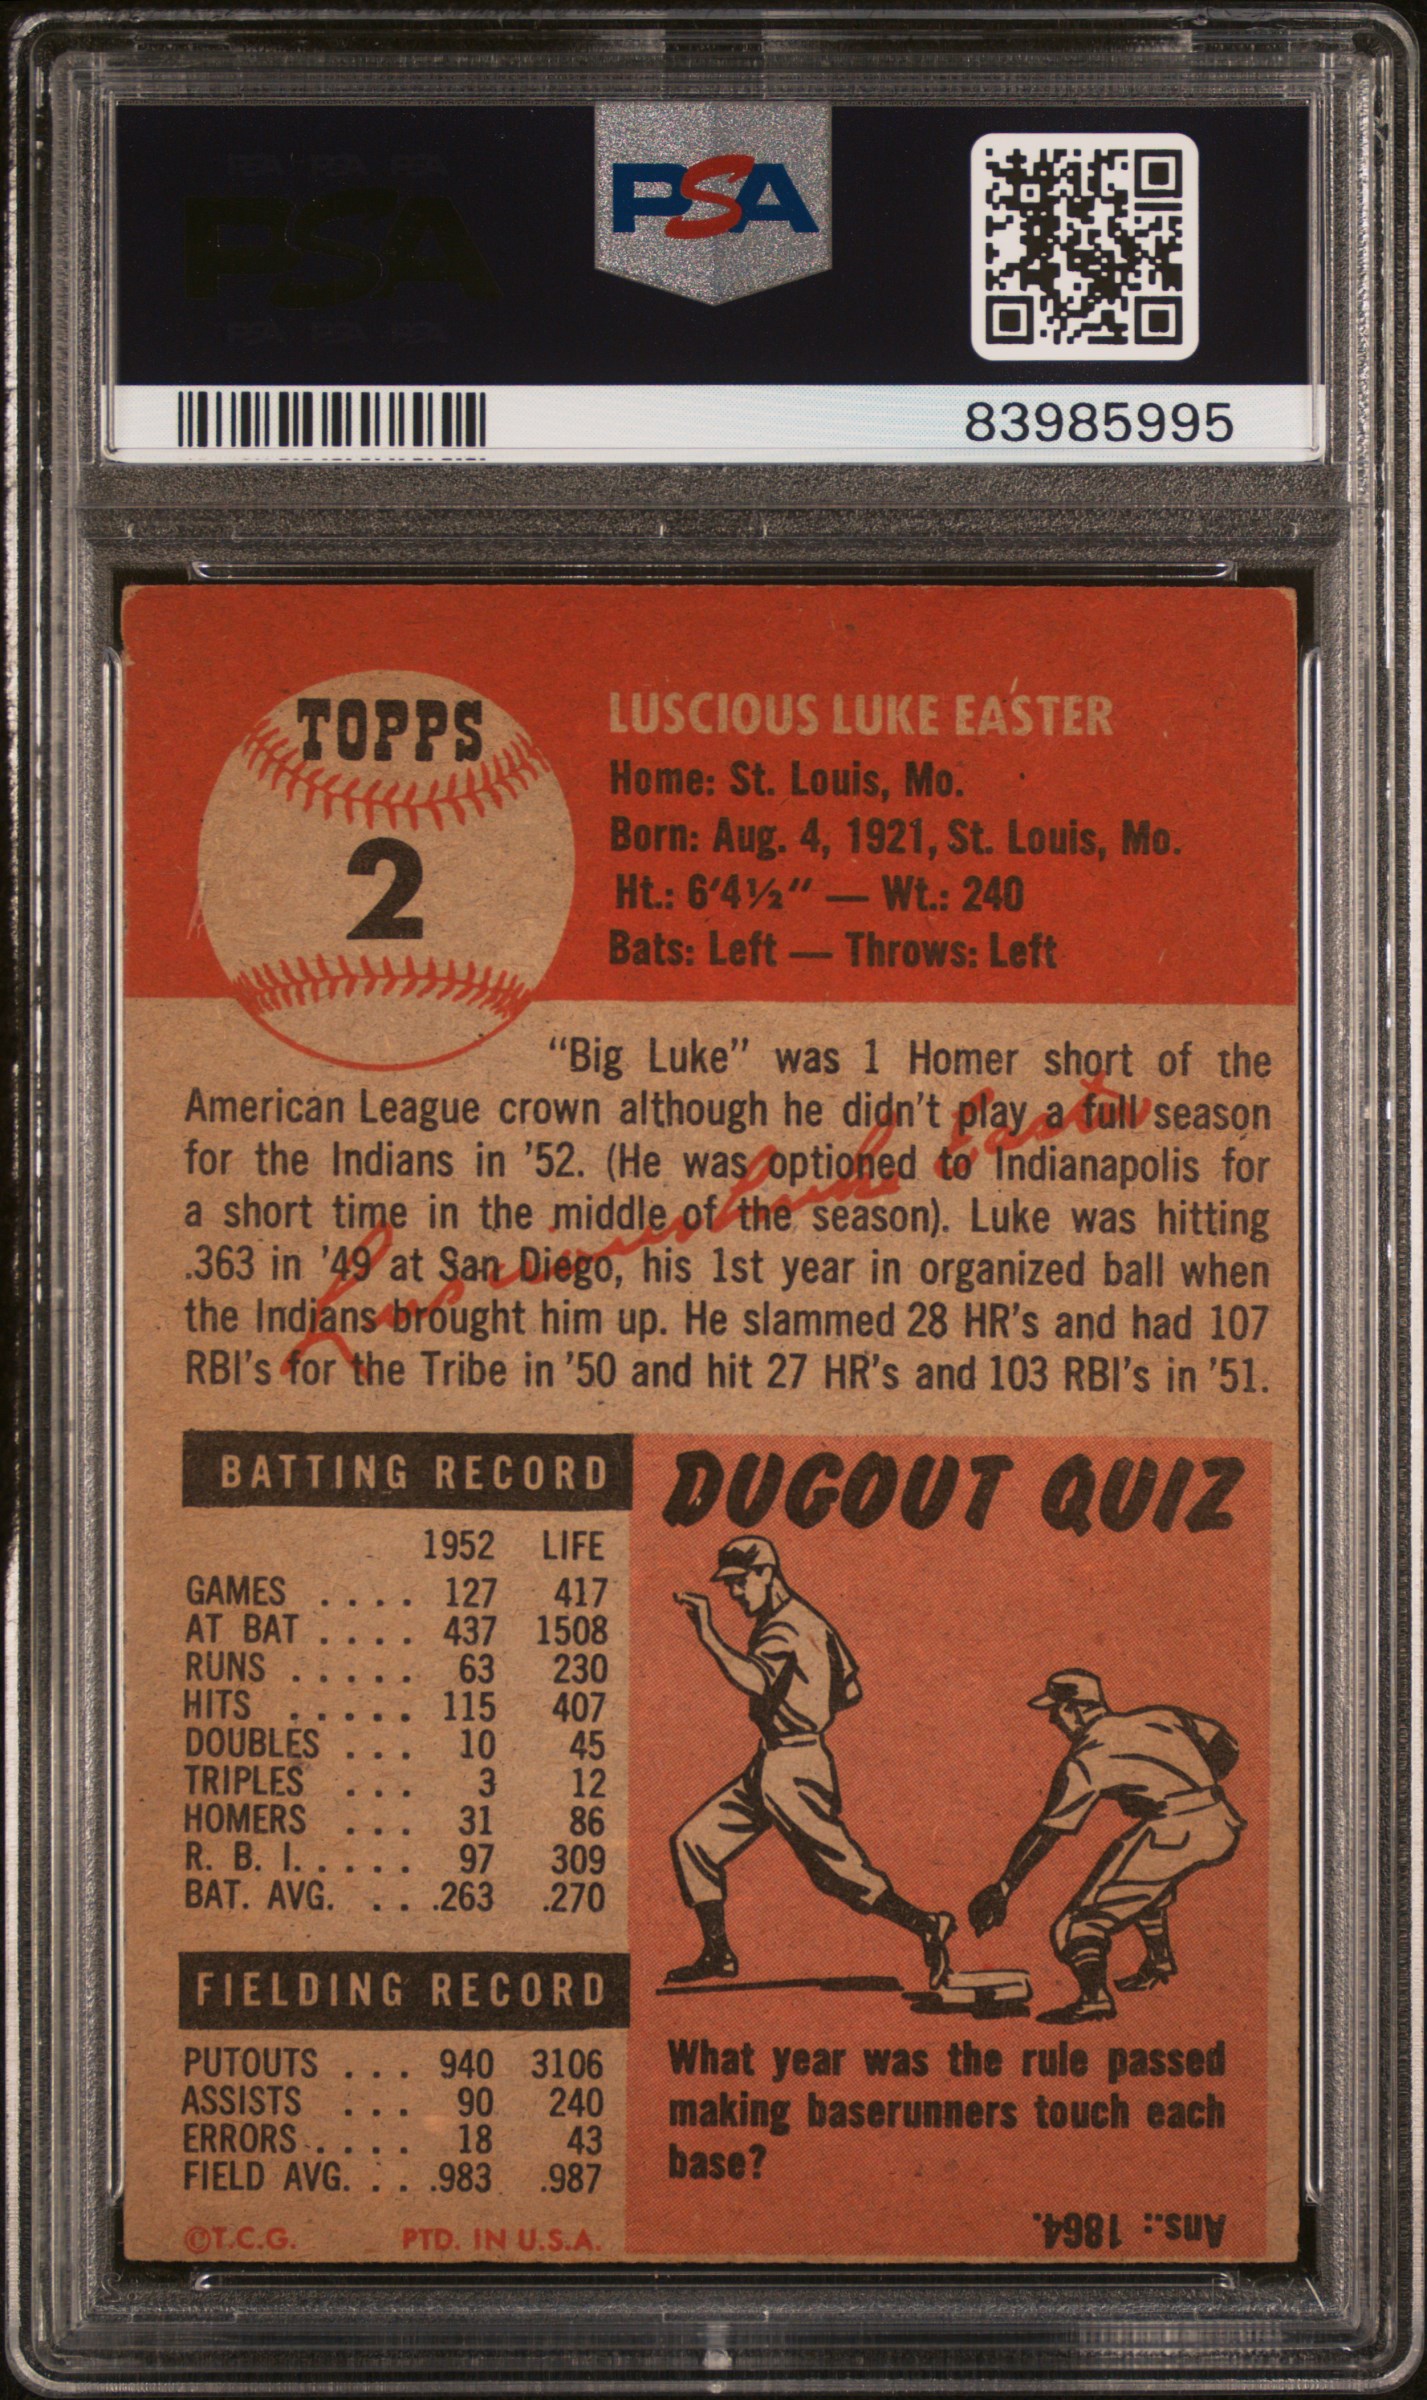 PSA
PSA
83985995
TOPPS
2
LUSCIOUS LUKE EASTER
Home: St. Louis, Mo.
Born: Aug. 4, 1921, St. Louis, Mo.
Ht.: 6'4½" — Wt.: 240
Bats: Left — Throws: Left
"Big Luke" was 1 Homer short of the
American League crown although he didn't play a full season
for the Indians in '52. (He was optioned to Indianapolis for
a short time in the middle of the season). Luke was hitting
.363 in '49 at San Diego, his 1st year in organized ball when
the Indians brought him up. He slammed 28 HR's and had 107
RBI's for the Tribe in '50 and hit 27 HR's and 103 RBI's in '51.
Luscious Luke Easter
BATTING RECORD
1952 LIFE
GAMES .... 127 417
AT BAT .... 437 1508
RUNS ..... 63 230
HITS ..... 115 407
DOUBLES ... 10 45
TRIPLES ... 3 12
HOMERS ... 31 86
R. B. I. .... 97 309
BAT. AVG. ...263 .270
FIELDING RECORD
PUTOUTS ... 940 3106
ASSISTS ... 90 240
ERRORS .... 18 43
FIELD AVG. ...983 .987
©T.C.G. PTD. IN U.S.A.
DUGOUT QUIZ
What year was the rule passed
making baserunners touch each
base?
Ans.: 1864.